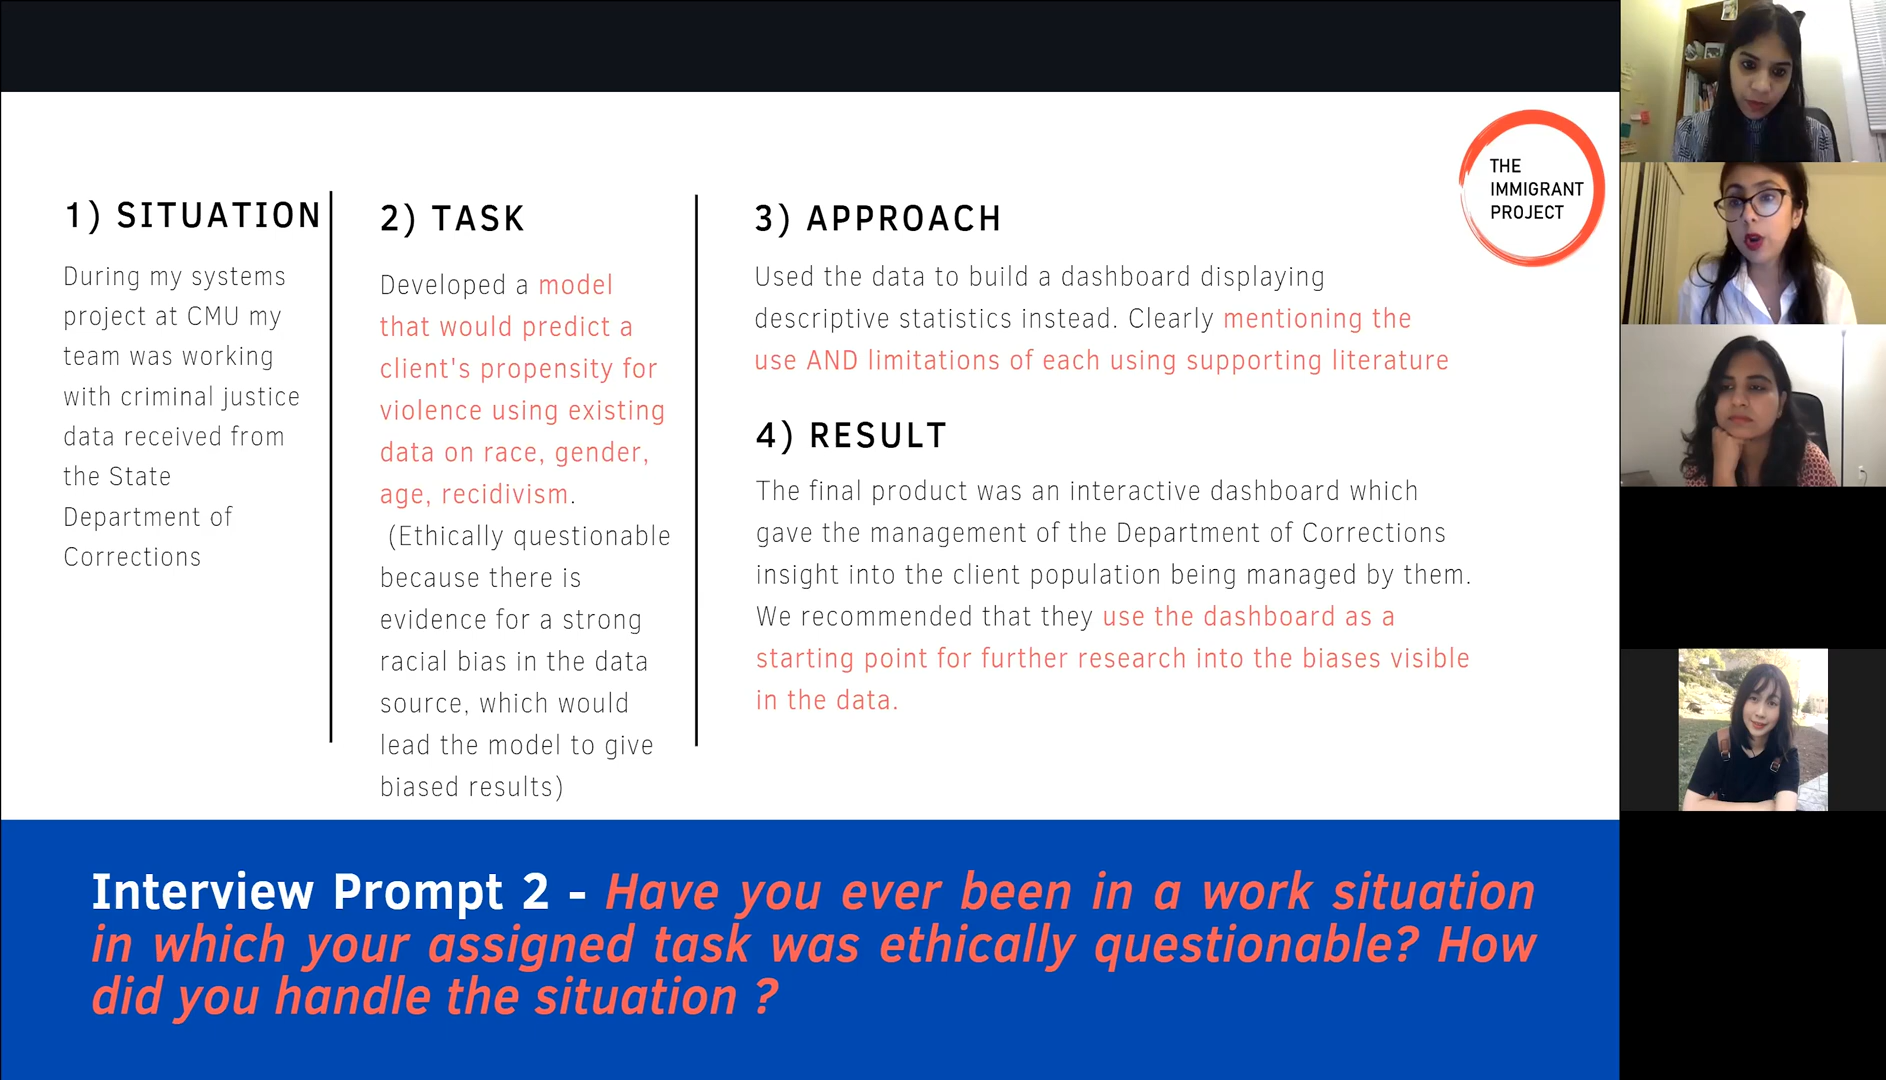 THE
IMMIGRANT
PROJECT
1) SITUATION
During my systems
project at CMU my
team was working
with criminal justice
data received from
the State
Department of
Corrections
2) TASK
Developed a model
that would predict a
client's propensity for
violence using existing
data on race, gender,
age, recidivism.
(Ethically questionable
because there is
evidence for a strong
racial bias in the data
source, which would
lead the model to give
biased results)
3) APPROACH
Used the data to build a dashboard displaying
descriptive statistics instead. Clearly mentioning the
use AND limitations of each using supporting literature
4) RESULT
The final product was an interactive dashboard which
gave the management of the Department of Corrections
insight into the client population being managed by them.
We recommended that they use the dashboard as a
starting point for further research into the biases visible
in the data.
Interview Prompt 2 - Have you ever been in a work situation
in which your assigned task was ethically questionable? How
did you handle the situation ?